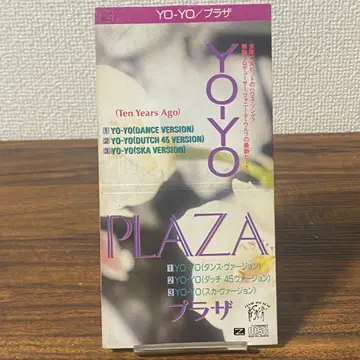 YO-YO/プラザ
YO-YO
(Ten Years Ago)
1 YO-YO(DANCE VERSION)
2 YO-YO(DUTCH 45 VERSION)
3 YO-YO(SKA VERSION)
PLAZA
1 YO-YO(ダンス・ヴァージョン)
2 YO-YO(ダッチ 45ヴァージョン)
3 YO-YO(スカ・ヴァージョン)
プラザ